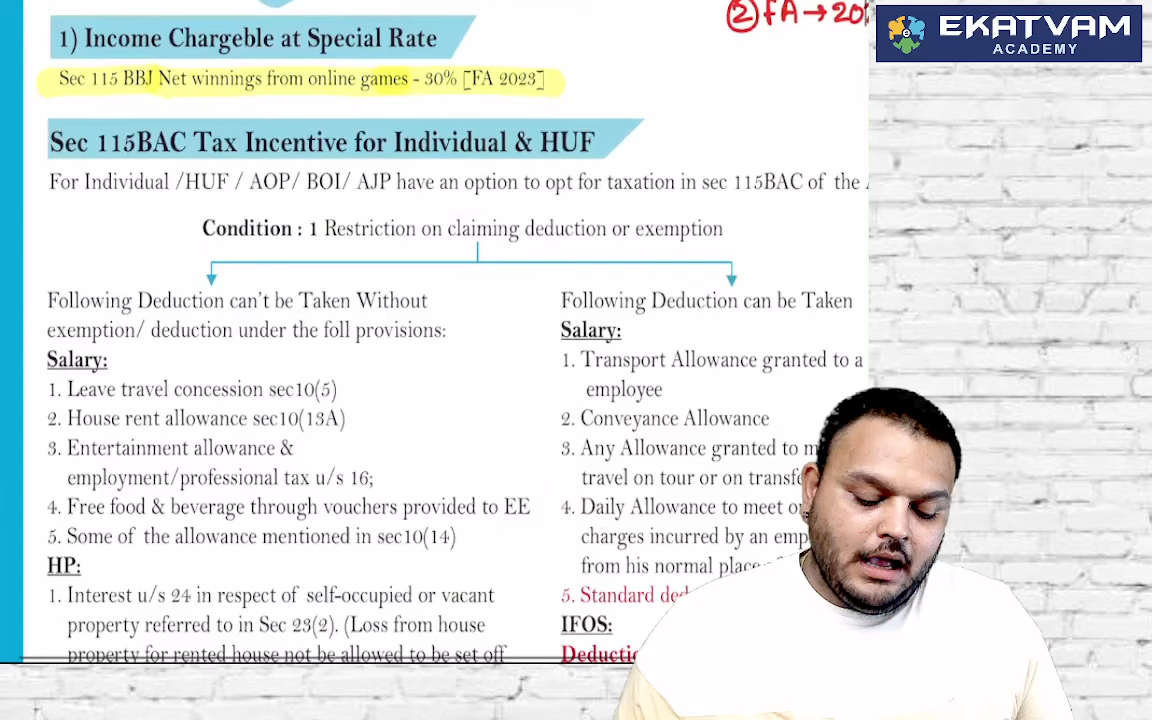 ② FA → 20
EKATVAM
ACADEMY
1) Income Chargeble at Special Rate
Sec 115 BBJ Net winnings from online games - 30% [FA 2023]
Sec 115BAC Tax Incentive for Individual & HUF
For Individual /HUF / AOP/ BOI/ AJP have an option to opt for taxation in sec 115BAC of the
Condition : 1 Restriction on claiming deduction or exemption
Following Deduction can't be Taken Without
exemption/ deduction under the foll provisions:
Salary:
1. Leave travel concession sec10(5)
2. House rent allowance sec10(13A)
3. Entertainment allowance &
employment/professional tax u/s 16;
4. Free food & beverage through vouchers provided to EE
5. Some of the allowance mentioned in sec10(14)
HP:
1. Interest u/s 24 in respect of self-occupied or vacant
property referred to in Sec 23(2). (Loss from house
property for rented house not be allowed to be set off
Following Deduction can be Taken
Salary:
1. Transport Allowance granted to a
employee
2. Conveyance Allowance
3. Any Allowance granted to
travel on tour or on
4. Daily Allowance to meet
charges incurred by an
from his normal place
5. Standard
IFOS: